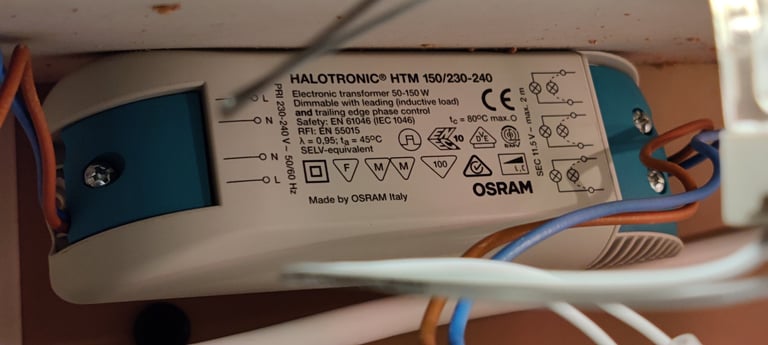 HALOTRONIC® HTM 150/230-240
Electronic transformer 50-150 W
Dimmable with leading (inductive load)
and trailing edge phase control
Safety: EN 61046 (IEC 1046)
RFI: EN 55015
λ = 0,95; ta = 45°C
SELV-equivalent
tc = 80°C max.
CE
PRI 230-240 V ~ 50/60 Hz
L
N
N
L
10
F
M
M
100
L, C
SEC 11.5 V ~ max. 2 m
OSRAM
Made by OSRAM Italy